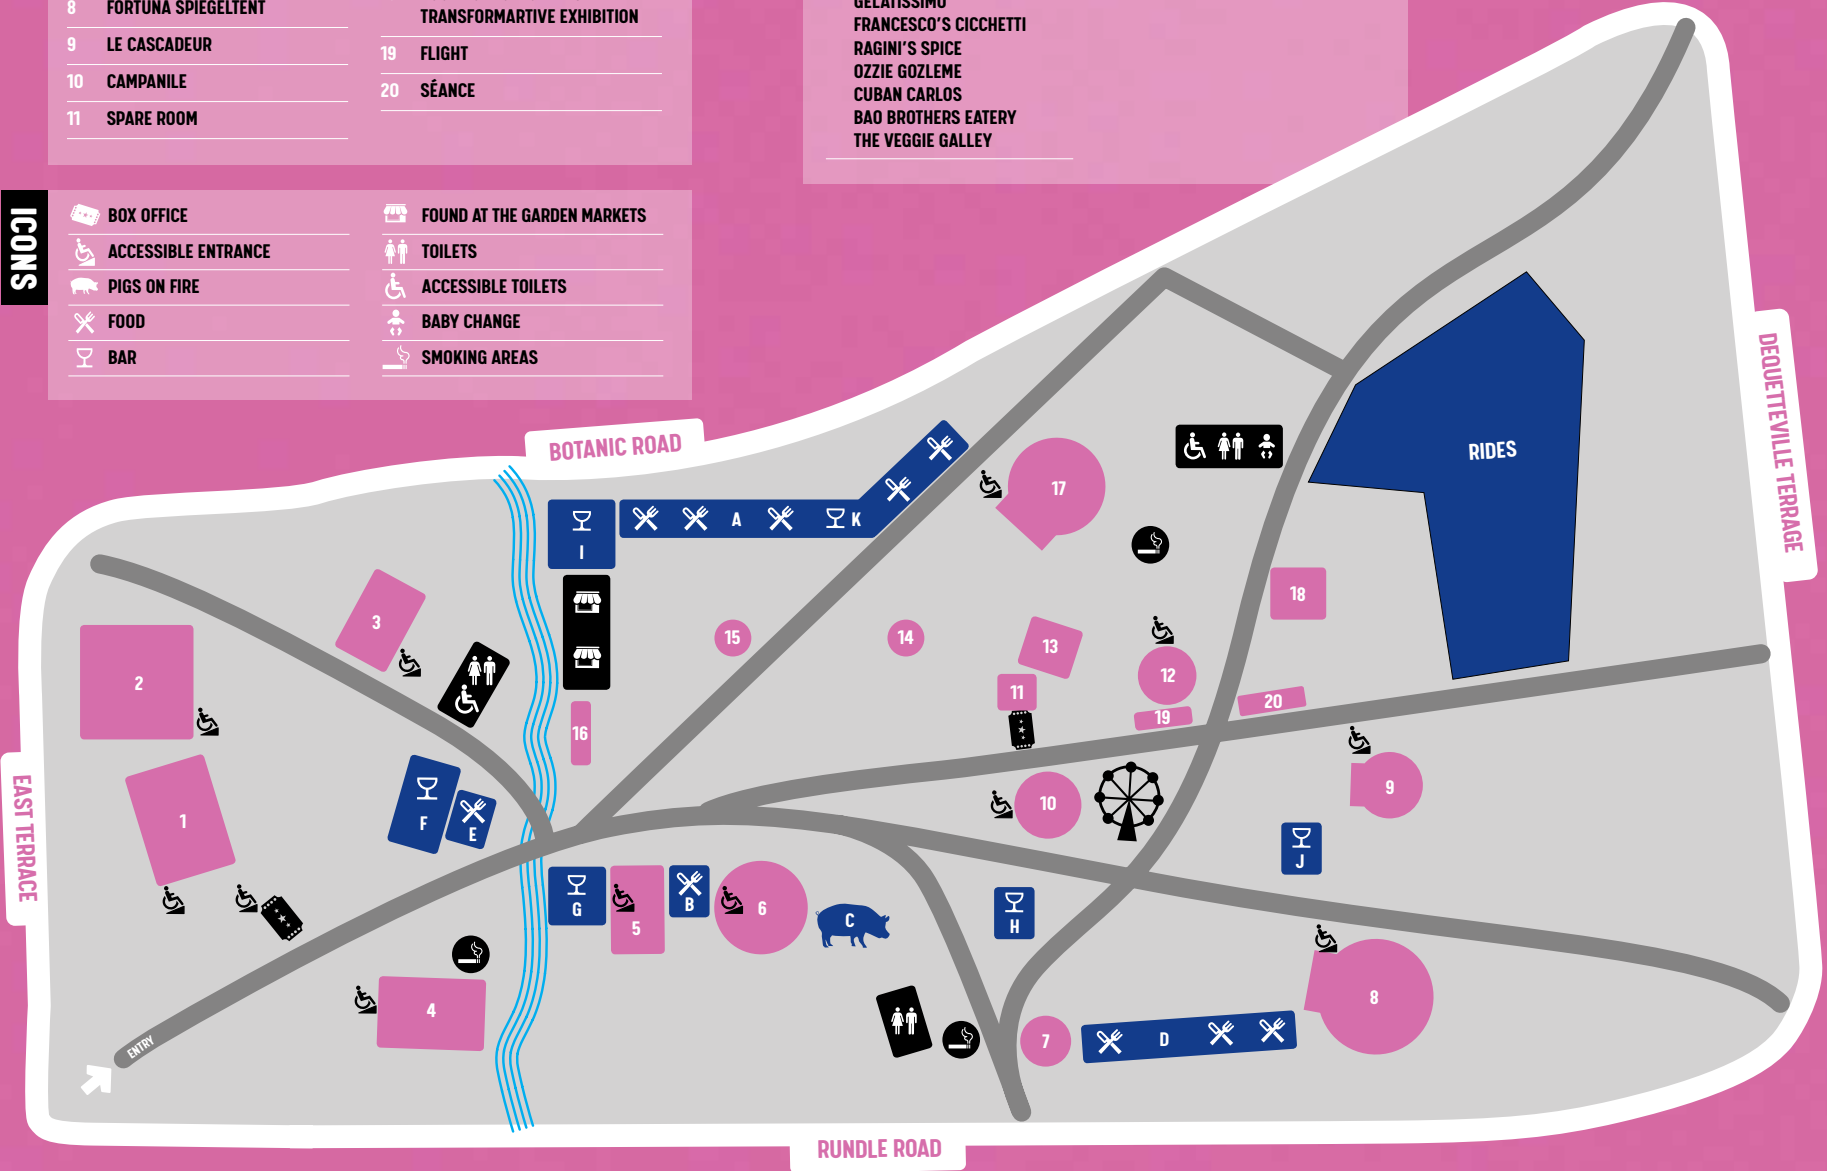 8 FORTUNA SPIEGELTENT
9 LE CASCADEUR
10 CAMPANILE
11 SPARE ROOM
TRANSFORMARTIVE EXHIBITION
19 FLIGHT
20 SÉANCE
GELATISSIMO
FRANCESCO'S CICCHETTI
RAGINI'S SPICE
OZZIE GOZLEME
CUBAN CARLOS
BAO BROTHERS EATERY
THE VEGGIE GALLEY
ICONS
BOX OFFICE
ACCESSIBLE ENTRANCE
PIGS ON FIRE
FOOD
BAR
FOUND AT THE GARDEN MARKETS
TOILETS
ACCESSIBLE TOILETS
BABY CHANGE
SMOKING AREAS
BOTANIC ROAD
DEQUETTEVILLE TERRAGE
RIDES
A
K
I
17
18
3
15
14
13
12
11
2
16
19
20
1
F
E
10
9
J
G
5
B
6
C
H
4
8
7
D
EAST TERRACE
ENTRY
RUNDLE ROAD